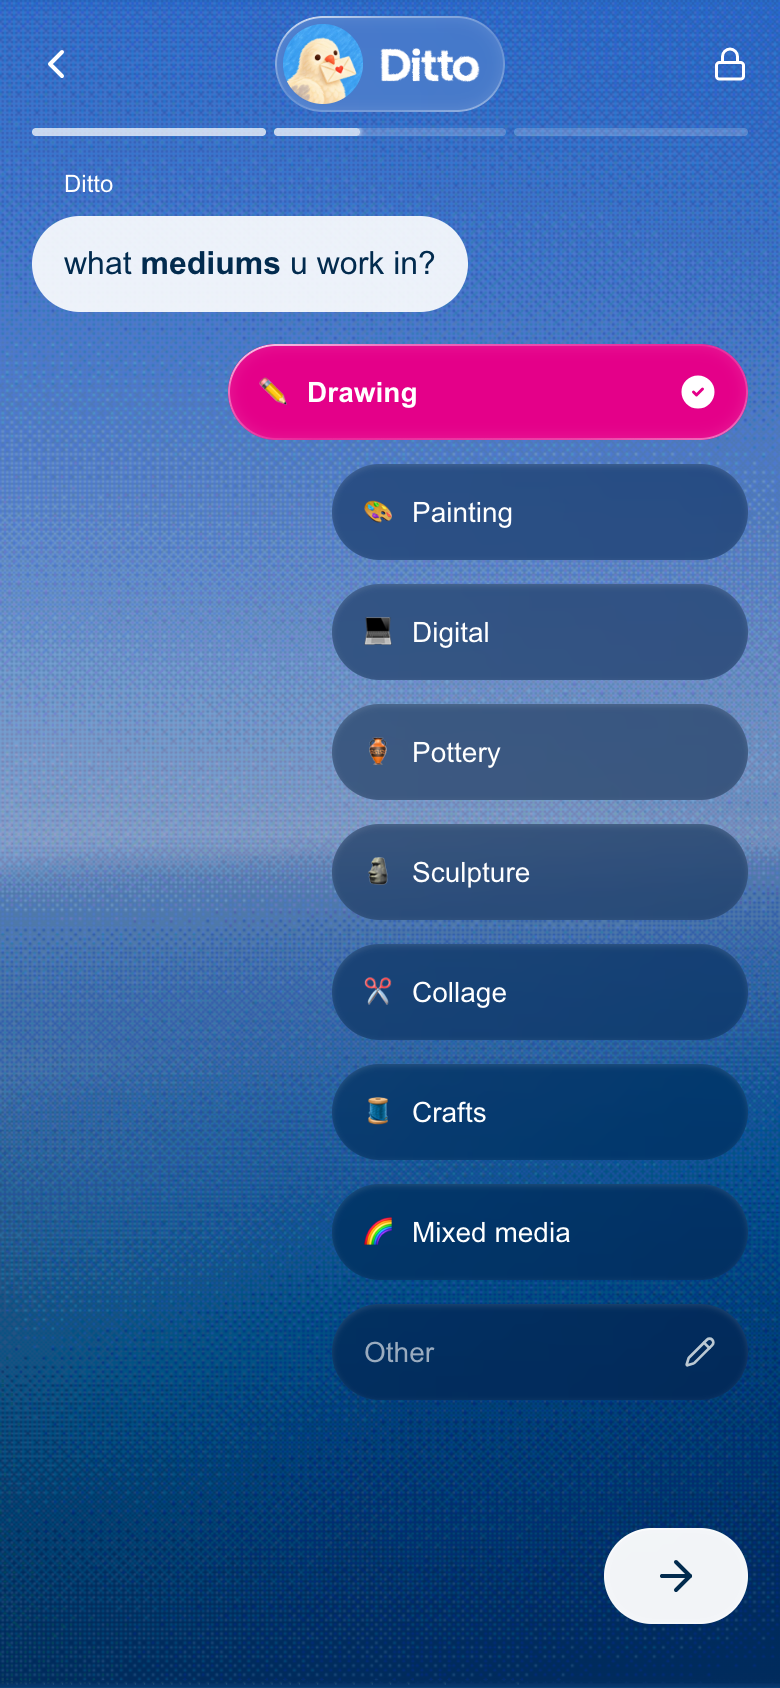 Ditto
Ditto
what mediums u work in?
Drawing
Painting
Digital
Pottery
Sculpture
Collage
Crafts
Mixed media
Other